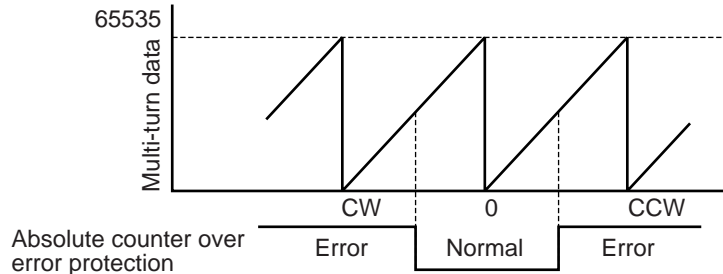 65535
Multi-turn data
CW 0 CCW
Absolute counter over
error protection
Error Normal Error